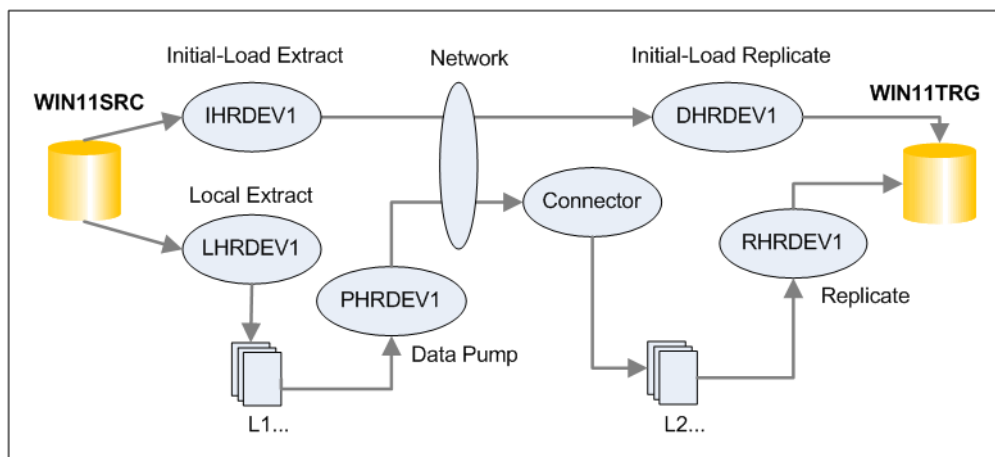 Initial-Load Extract
Network
Initial-Load Replicate
WIN11SRC
WIN11TRG
IHRDEV1
DHRDEV1
Local Extract
Connector
LHRDEV1
RHRDEV1
PHRDEV1
Replicate
Data Pump
L1...
L2...